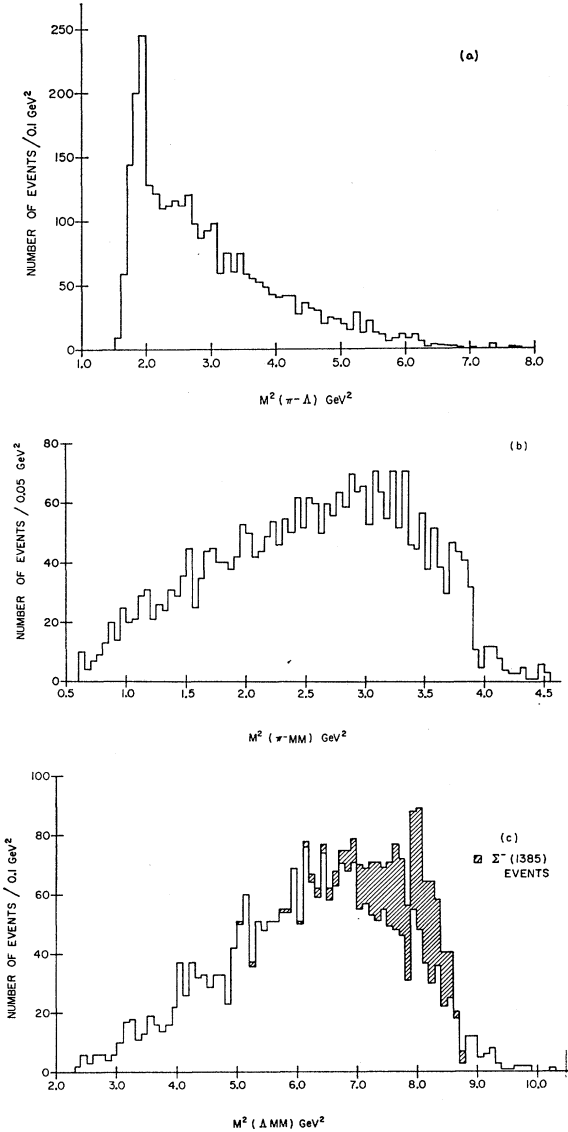 (a)
NUMBER OF EVENTS / 0.1 GeV²
250
200
150
100
50
0
1.0 2.0 3.0 4.0 5.0 6.0 7.0 8.0
M² (π-Λ) GeV²
(b)
NUMBER OF EVENTS / 0.05 GeV²
80
60
40
20
0
0.5 1.0 1.5 2.0 2.5 3.0 3.5 4.0 4.5
M² (π-MM) GeV²
(c)
Σ⁻ (1385)
EVENTS
NUMBER OF EVENTS / 0.1 GeV²
100
80
60
40
20
0
2.0 3.0 4.0 5.0 6.0 7.0 8.0 9.0 10.0
M² (Λ MM) GeV²